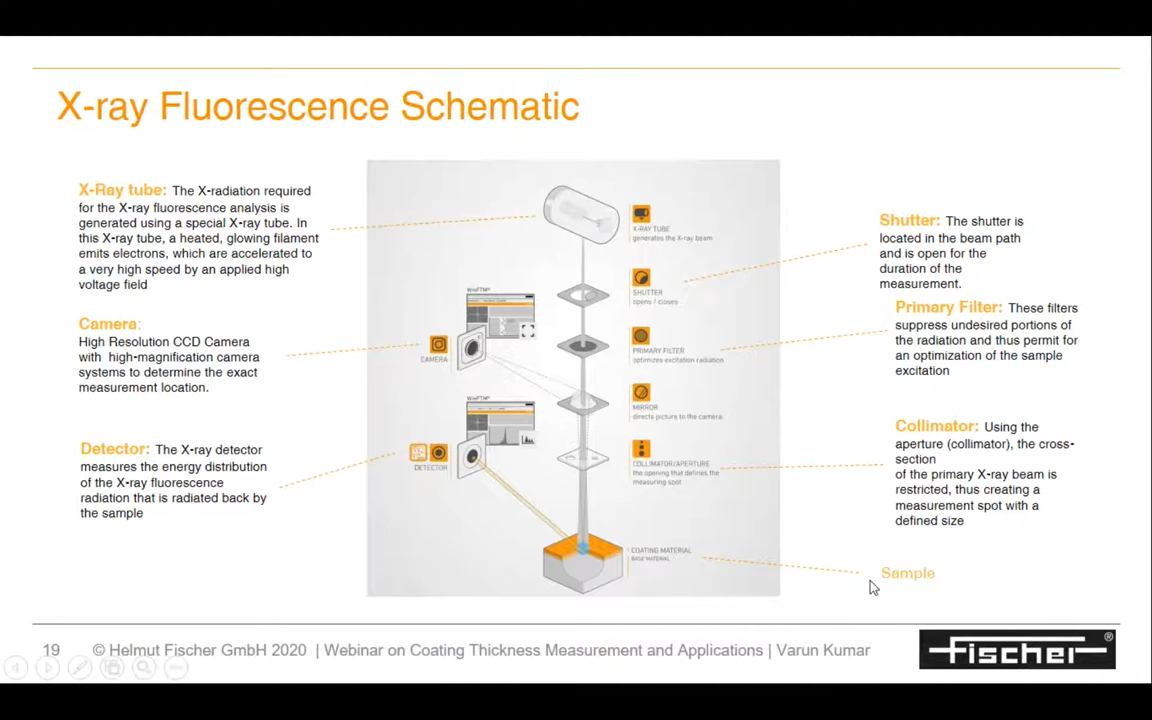 X-ray Fluorescence Schematic
X-Ray tube: The X-radiation required
for the X-ray fluorescence analysis is
generated using a special X-ray tube. In
this X-ray tube, a heated, glowing filament
emits electrons, which are accelerated to
a very high speed by an applied high
voltage field
Camera:
High Resolution CCD Camera
with high-magnification camera
systems to determine the exact
measurement location.
Detector: The X-ray detector
measures the energy distribution
of the X-ray fluorescence
radiation that is radiated back by
the sample
WinFTM®
CAMERA
WinFTM®
DETECTOR
X-RAY TUBE
generates the X-ray beam
SHUTTER
opens / closes
PRIMARY FILTER
optimizes excitation radiation
MIRROR
directs picture to the camera
COLLIMATOR/APERTURE
the opening that defines the
measuring spot
COATING MATERIAL
BASE MATERIAL
Shutter: The shutter is
located in the beam path
and is open for the
duration of the
measurement.
Primary Filter: These filters
suppress undesired portions of
the radiation and thus permit for
an optimization of the sample
excitation
Collimator: Using the
aperture (collimator), the cross-
section
of the primary X-ray beam is
restricted, thus creating a
measurement spot with a
defined size
Sample
19 © Helmut Fischer GmbH 2020 | Webinar on Coating Thickness Measurement and Applications | Varun Kumar
fischer®